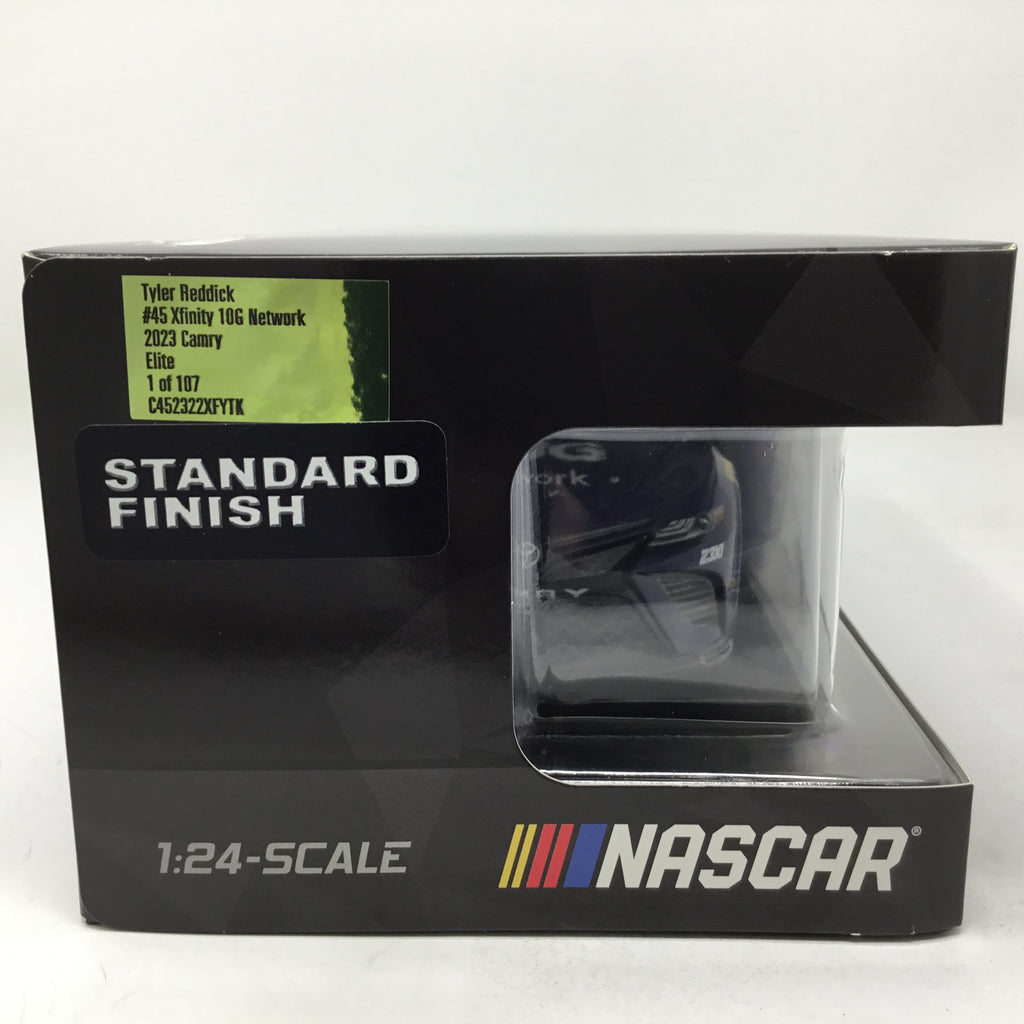 Tyler Reddick
#45 Xfinity 10G Network
2023 Camry
Elite
1 of 107
C452322XFYTK
STANDARD
FINISH
23XI
1:24-SCALE
NASCAR®